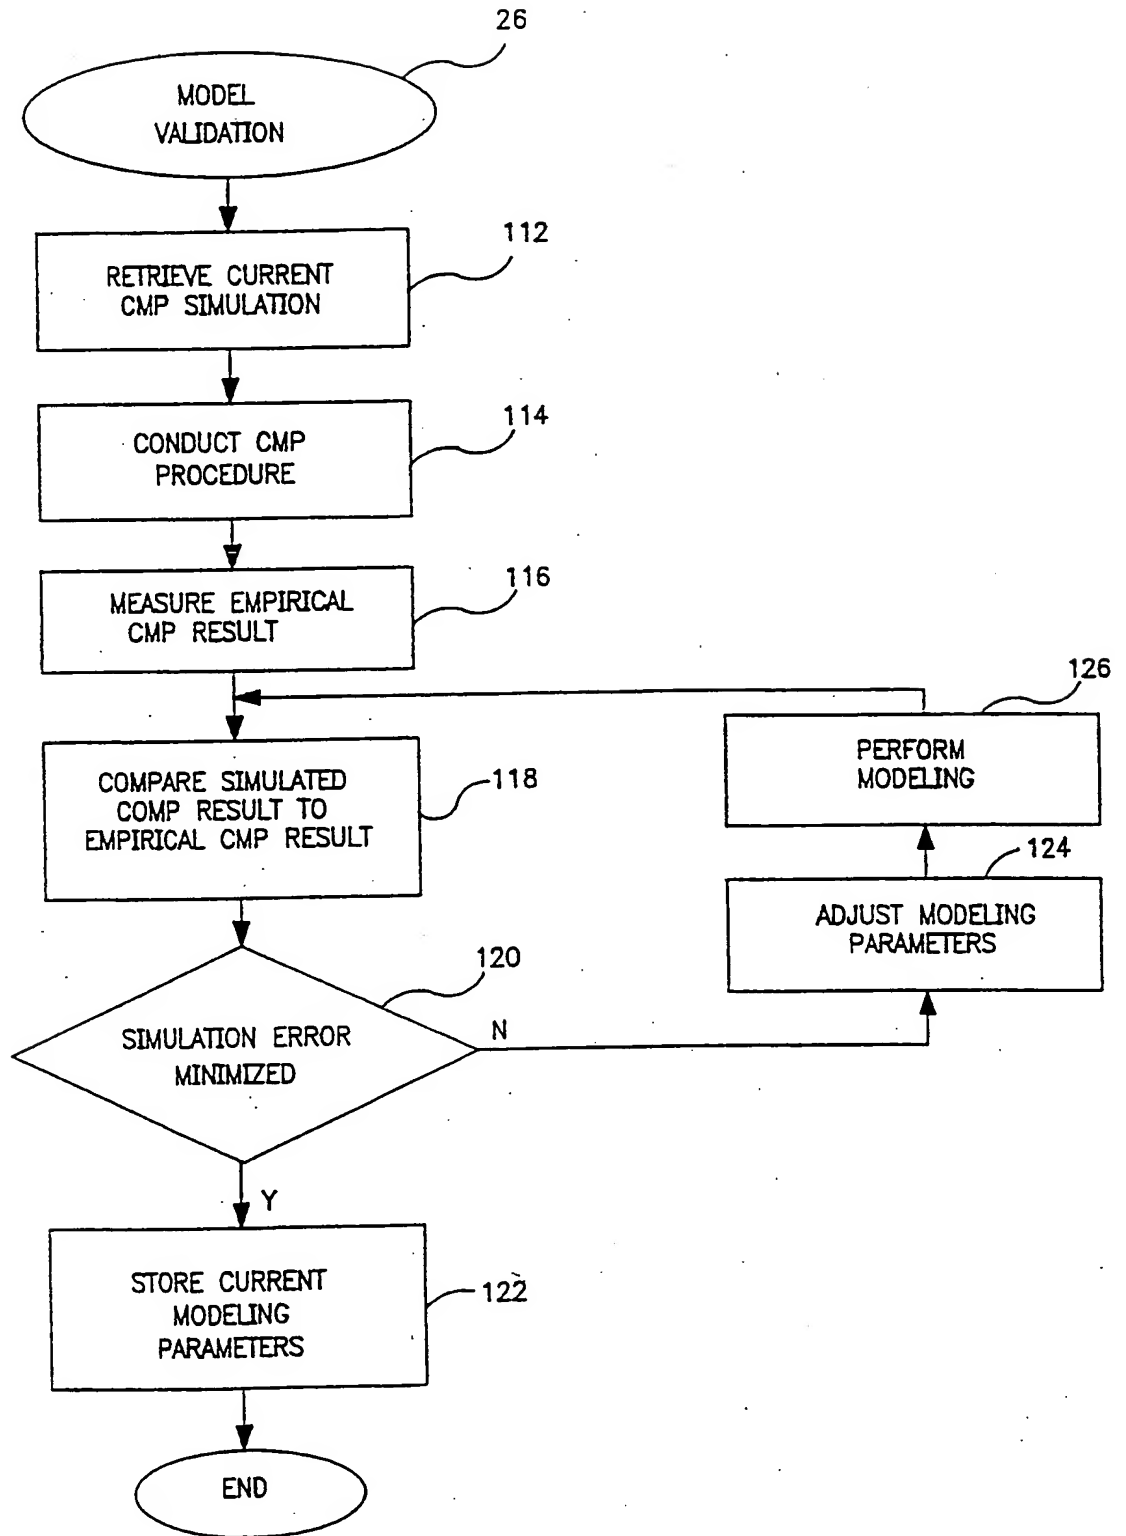 26
MODEL
VALIDATION
112
RETRIEVE CURRENT
CMP SIMULATION
114
CONDUCT CMP
PROCEDURE
116
MEASURE EMPIRICAL
CMP RESULT
126
PERFORM
MODELING
118
COMPARE SIMULATED
COMP RESULT TO
EMPIRICAL CMP RESULT
124
ADJUST MODELING
PARAMETERS
120
N
SIMULATION ERROR
MINIMIZED
Y
STORE CURRENT
MODELING
PARAMETERS
122
END